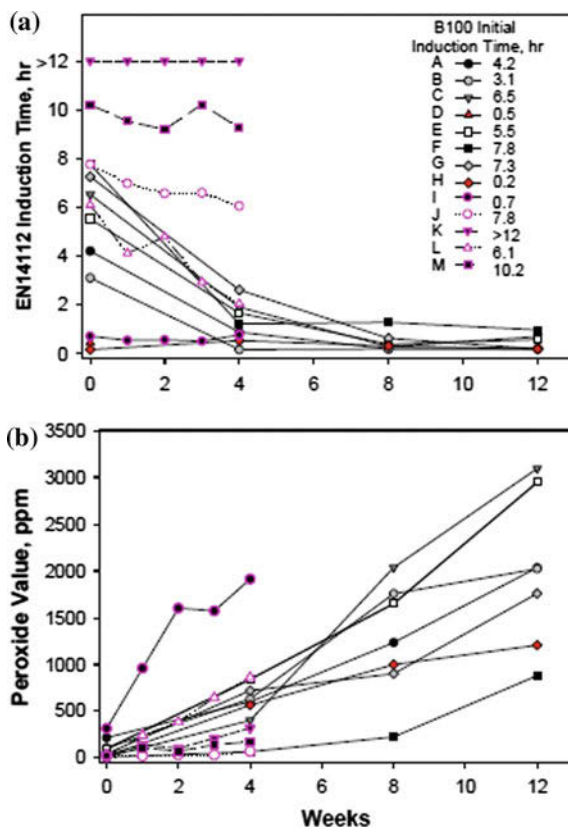 (a)
B100 Initial
Induction Time, hr
A 4.2
B 3.1
C 6.5
D 0.5
E 5.5
F 7.8
G 7.3
H 0.2
I 0.7
J 7.8
K >12
L 6.1
M 10.2
EN14112 Induction Time, hr
>12
10
8
6
4
2
0
0 2 4 6 8 10 12
(b)
Peroxide Value, ppm
3500
3000
2500
2000
1500
1000
500
0
0 2 4 6 8 10 12
Weeks